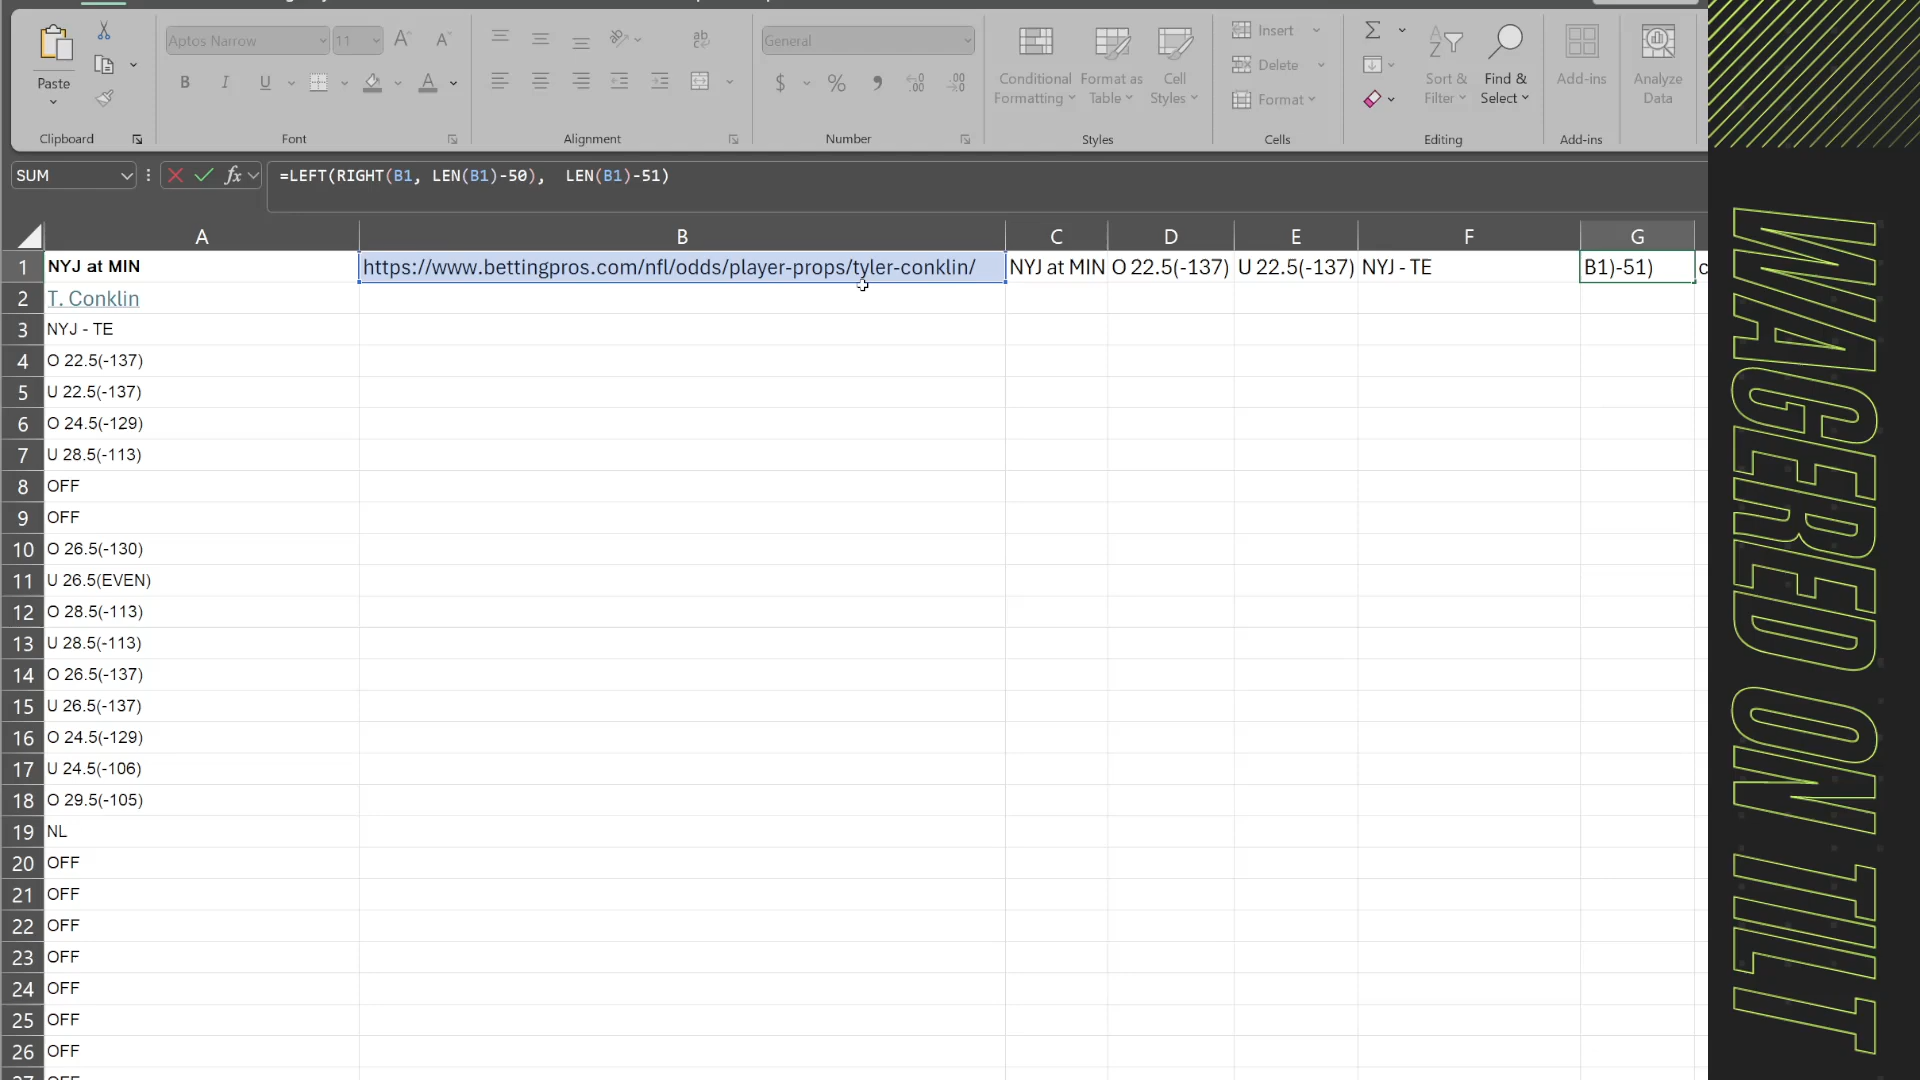 Paste
Clipboard
Aptos Narrow
11
A A
B I U A
Font
ab
Alignment
General
$ % ,
Number
Conditional Formatting
Format as Table
Cell Styles
Styles
Insert
Delete
Format
Cells
Sort & Filter
Find & Select
Editing
Add-ins
Add-ins
Analyze Data
SUM
fx
=LEFT(RIGHT(B1, LEN(B1)-50),  LEN(B1)-51)
A B C D E F G
1 NYJ at MIN https://www.bettingpros.com/nfl/odds/player-props/tyler-conklin/ NYJ at MIN O 22.5(-137) U 22.5(-137) NYJ - TE B1)-51)
2 T. Conklin
3 NYJ - TE
4 O 22.5(-137)
5 U 22.5(-137)
6 O 24.5(-129)
7 U 28.5(-113)
8 OFF
9 OFF
10 O 26.5(-130)
11 U 26.5(EVEN)
12 O 28.5(-113)
13 U 28.5(-113)
14 O 26.5(-137)
15 U 26.5(-137)
16 O 24.5(-129)
17 U 24.5(-106)
18 O 29.5(-105)
19 NL
20 OFF
21 OFF
22 OFF
23 OFF
24 OFF
25 OFF
26 OFF
WAGERED ON TILT